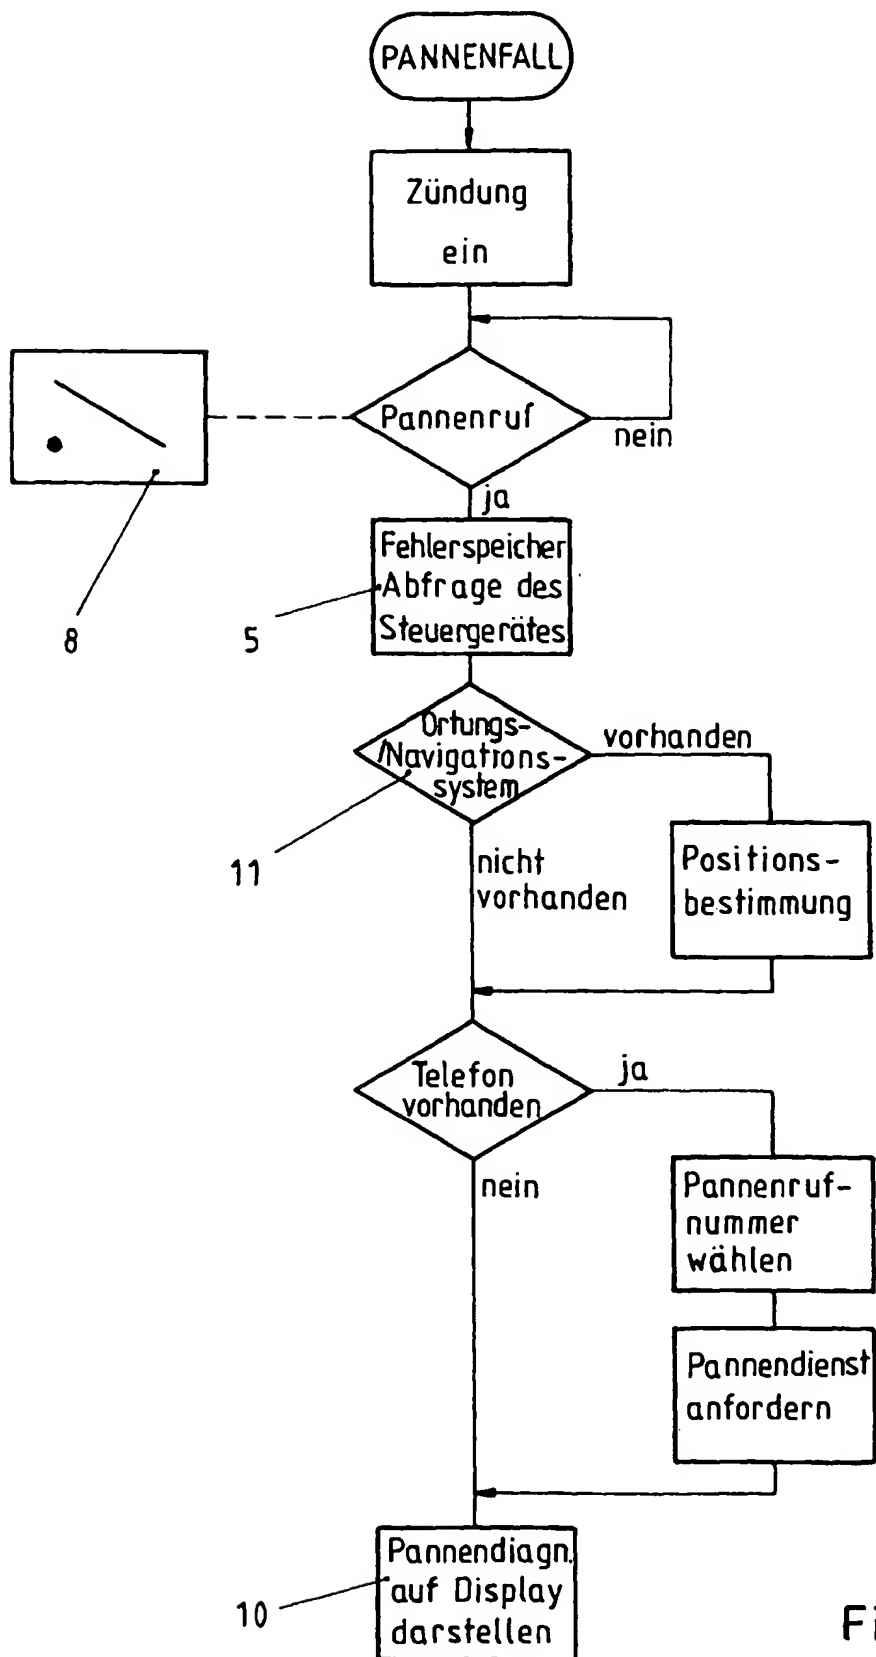 PANNENFALL
Zündung
ein
Pannenruf
nein
ja
8
Fehlerspeicher
Abfrage des
Steuergerätes
5
Ortungs-
/Navigations-
system
vorhanden
11
nicht
vorhanden
Positions-
bestimmung
Telefon
vorhanden
ja
nein
Pannenruf-
nummer
wählen
Pannendienst
anfordern
Pannendiagn.
auf Display
darstellen
10